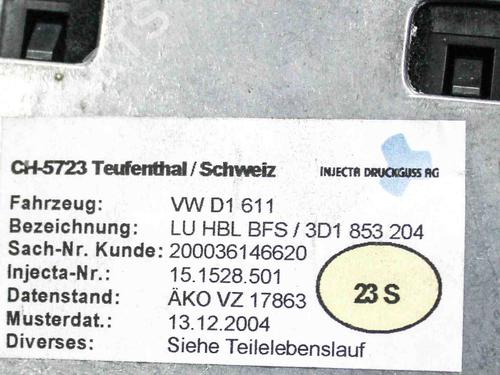 CH-5723 Teufenthal / Schweiz
INJECTA DRUCKGUSS AG
Fahrzeug: VW D1 611
Bezeichnung: LU HBL BFS / 3D1 853 204
Sach-Nr. Kunde: 200036146620
Injecta-Nr.: 15.1528.501
Datenstand: ÄKO VZ 17863
Musterdat.: 13.12.2004
Diverses: Siehe Teilelebenslauf
23 S